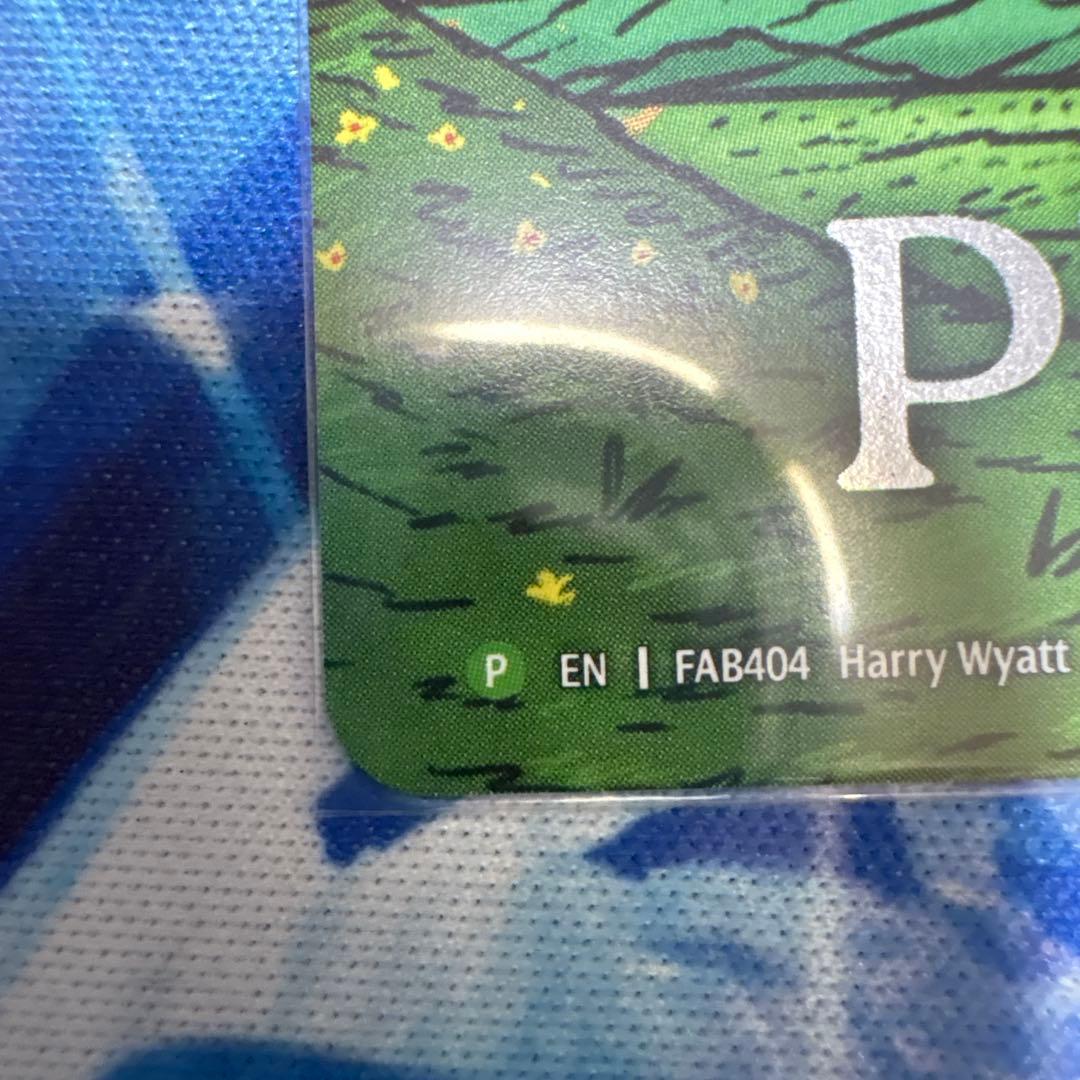 P
P EN | FAB404 Harry Wyatt